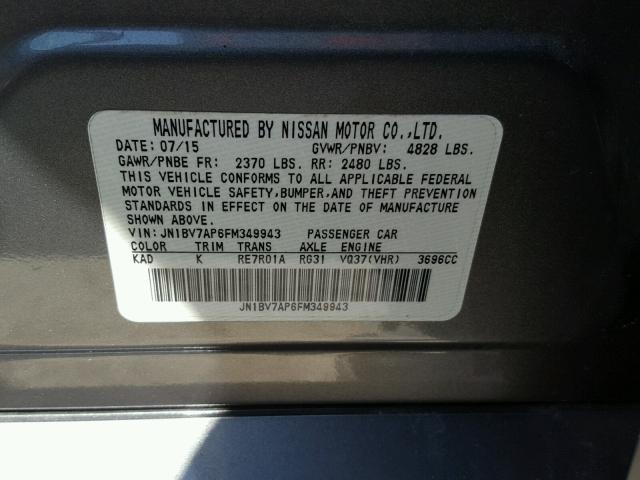 MANUFACTURED BY NISSAN MOTOR CO.,LTD.
DATE: 07/15 GVWR/PNBV: 4828 LBS.
GAWR/PNBE FR: 2370 LBS. RR: 2480 LBS.
THIS VEHICLE CONFORMS TO ALL APPLICABLE FEDERAL
MOTOR VEHICLE SAFETY,BUMPER,AND THEFT PREVENTION
STANDARDS IN EFFECT ON THE DATE OF MANUFACTURE
SHOWN ABOVE.
VIN: JN1BV7AP6FM349943 PASSENGER CAR
COLOR TRIM TRANS AXLE ENGINE
KAD K RE7R01A RG31 VQ37(VHR) 3696CC
JN1BV7AP6FM349943